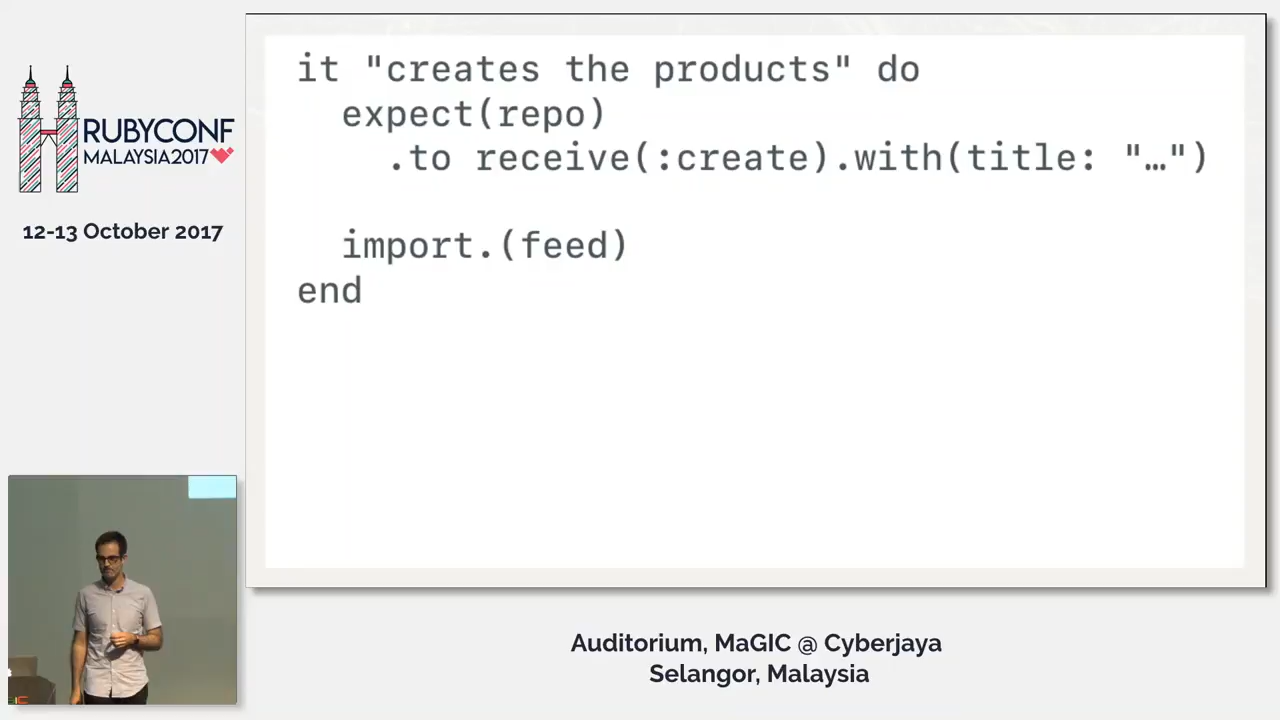 RUBYCONF
MALAYSIA2017
12-13 October 2017
it "creates the products" do
expect(repo)
.to receive(:create).with(title: "…")
import.(feed)
end
Auditorium, MaGIC @ Cyberjaya
Selangor, Malaysia